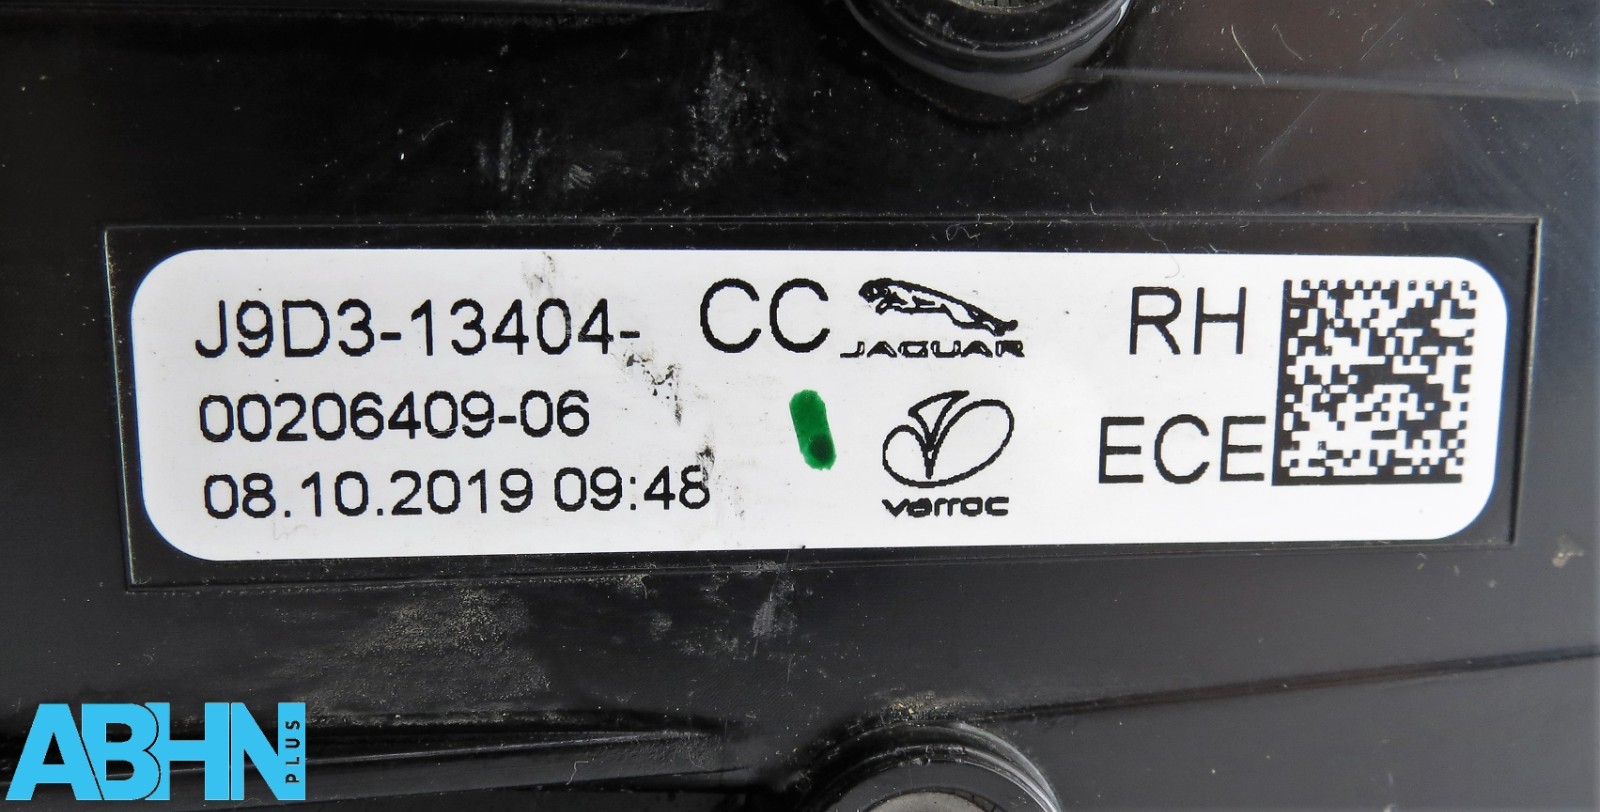 J9D3-13404- CC JAGUAR RH
00206409-06 ECE
08.10.2019 09:48 varroc
ABHN PLUS